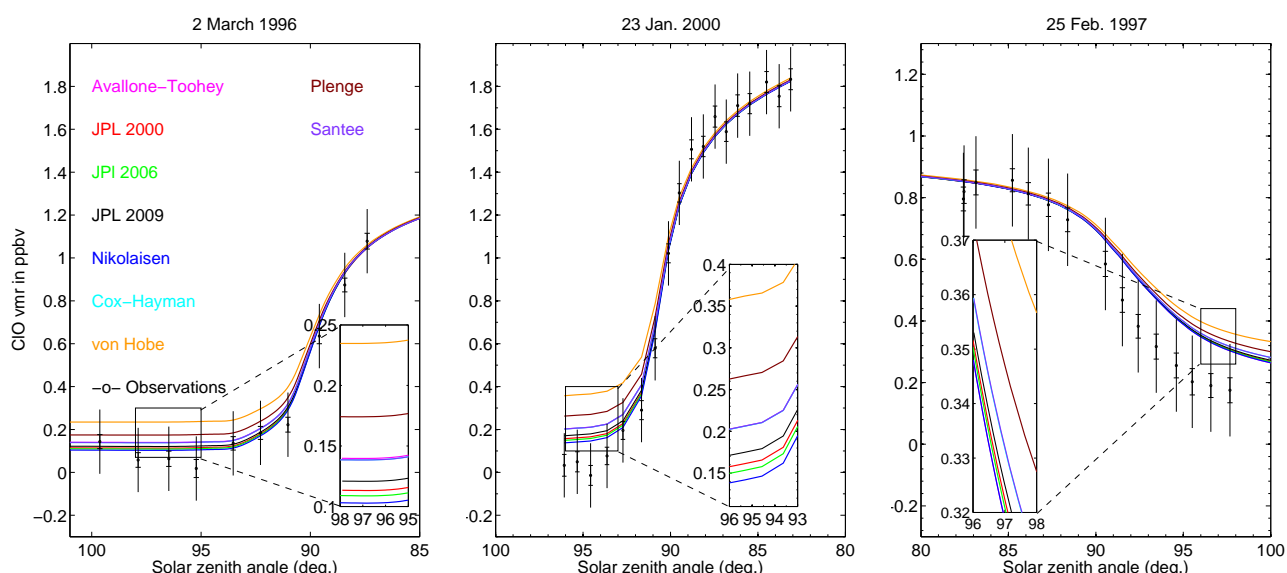 2 March 1996
23 Jan. 2000
25 Feb. 1997
ClO vmr in ppbv
1.8
1.6
1.4
1.2
1
0.8
0.6
0.4
0.2
0
−0.2
Avallone−Toohey
JPL 2000
JPl 2006
JPL 2009
Nikolaisen
Cox−Hayman
von Hobe
−o− Observations
Plenge
Santee
0.25
0.2
0.15
0.1
98 97 96 95
100 95 90 85
Solar zenith angle (deg.)
1.8
1.6
1.4
1.2
1
0.8
0.6
0.4
0.2
0
−0.2
0.4
0.35
0.3
0.25
0.2
0.15
96 95 94 93
100 95 90 85 80
Solar zenith angle (deg.)
1.2
1
0.8
0.6
0.4
0.2
0
−0.2
0.37
0.36
0.35
0.34
0.33
0.32
96 97 98
80 85 90 95 100
Solar zenith angle (deg.)